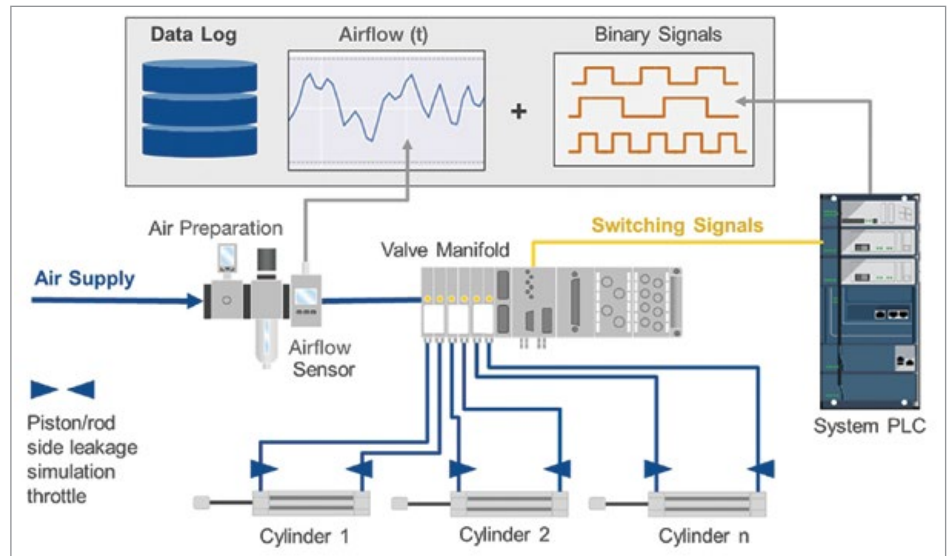 Data Log
Airflow (t)
Binary Signals
+
Air Preparation
Valve Manifold
Switching Signals
Air Supply
Airflow
Sensor
Piston/rod
side leakage
simulation
throttle
System PLC
Cylinder 1
Cylinder 2
Cylinder n